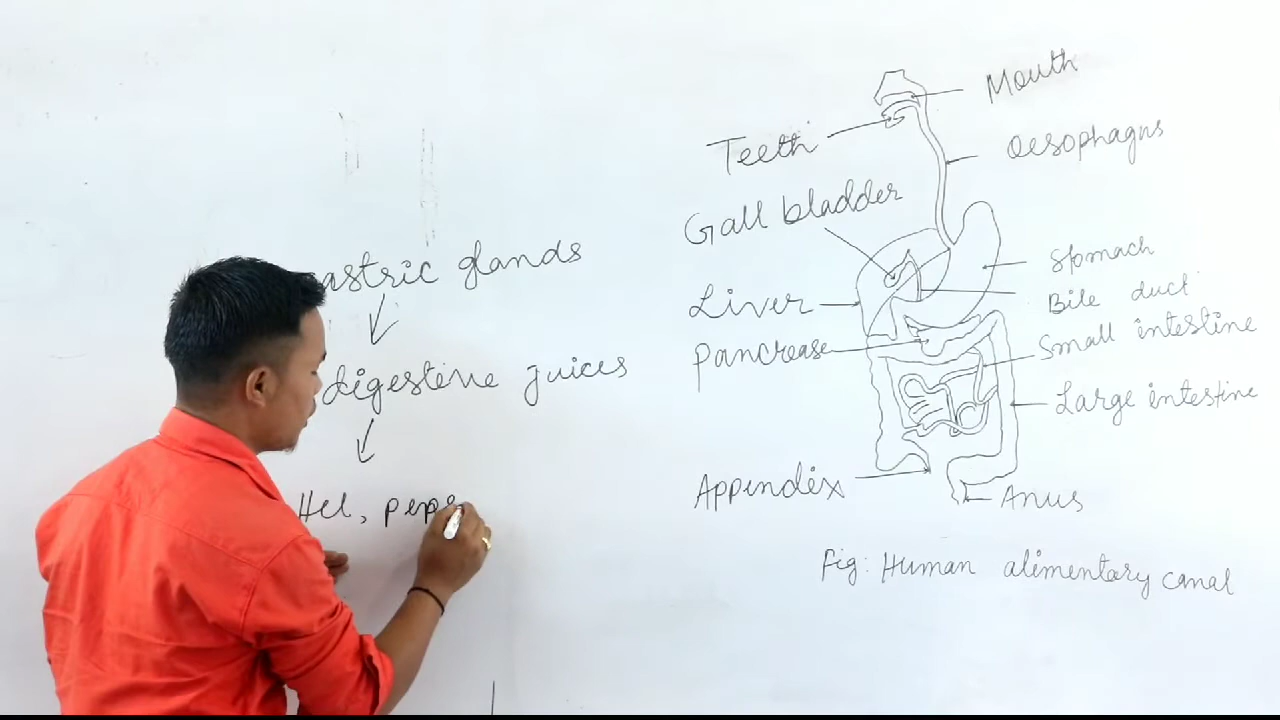 astric glands
digestive juices
Hcl, peps
Mouth
Teeth
Oesophagus
Gall bladder
Stomach
Liver
Bile duct
Pancrease
Small intestine
Large intestine
Appendix
Anus
Fig: Human alimentary canal